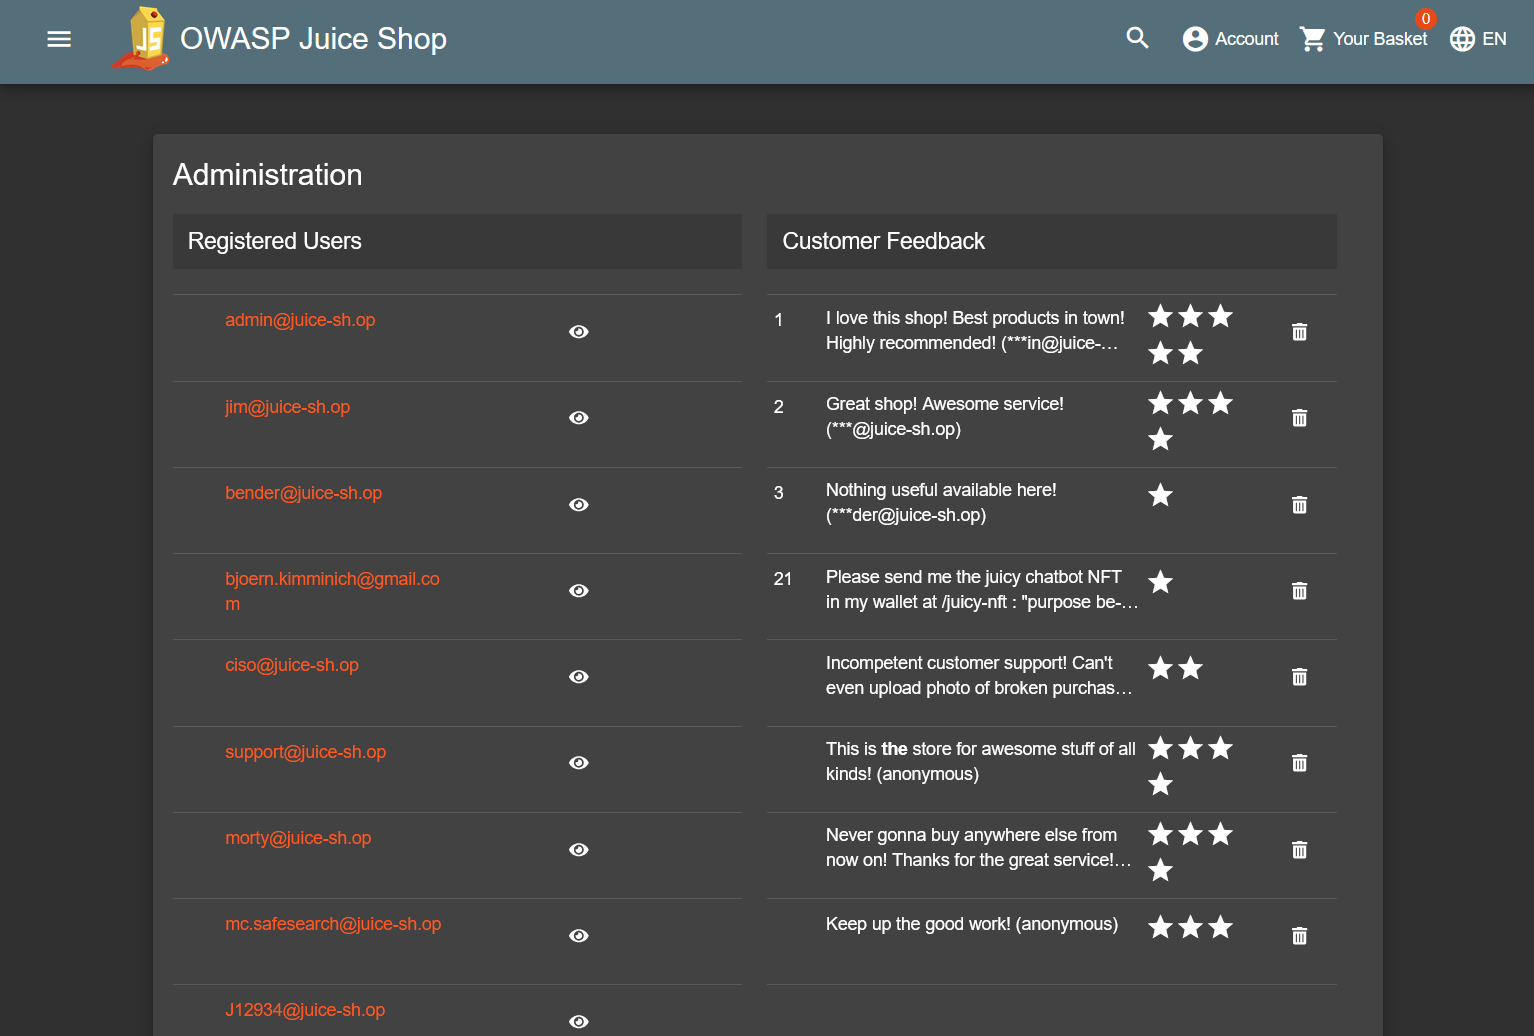 JS OWASP Juice Shop
Account
0
Your Basket
EN
Administration
Registered Users
admin@juice-sh.op
jim@juice-sh.op
bender@juice-sh.op
bjoern.kimminich@gmail.co
m
ciso@juice-sh.op
support@juice-sh.op
morty@juice-sh.op
mc.safesearch@juice-sh.op
J12934@juice-sh.op
Customer Feedback
1
I love this shop! Best products in town!
Highly recommended! (***in@juice-…
2
Great shop! Awesome service!
(***@juice-sh.op)
3
Nothing useful available here!
(***der@juice-sh.op)
21
Please send me the juicy chatbot NFT
in my wallet at /juicy-nft : "purpose be-…
Incompetent customer support! Can't
even upload photo of broken purchas…
This is the store for awesome stuff of all
kinds! (anonymous)
Never gonna buy anywhere else from
now on! Thanks for the great service!…
Keep up the good work! (anonymous)